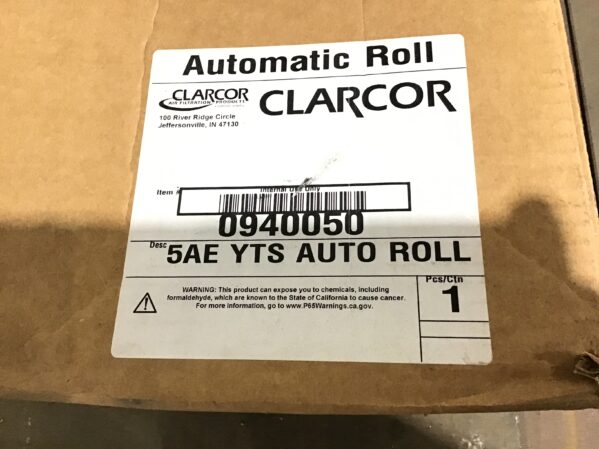 Automatic Roll
CLARCOR
AIR FILTRATION PRODUCTS
100 River Ridge Circle
Jeffersonville, IN 47130
CLARCOR
Item #
Internal Use Only
0940050
Desc 5AE YTS AUTO ROLL
WARNING: This product can expose you to chemicals, including
formaldehyde, which are known to the State of California to cause cancer.
For more information, go to www.P65Warnings.ca.gov.
Pcs/Ctn
1